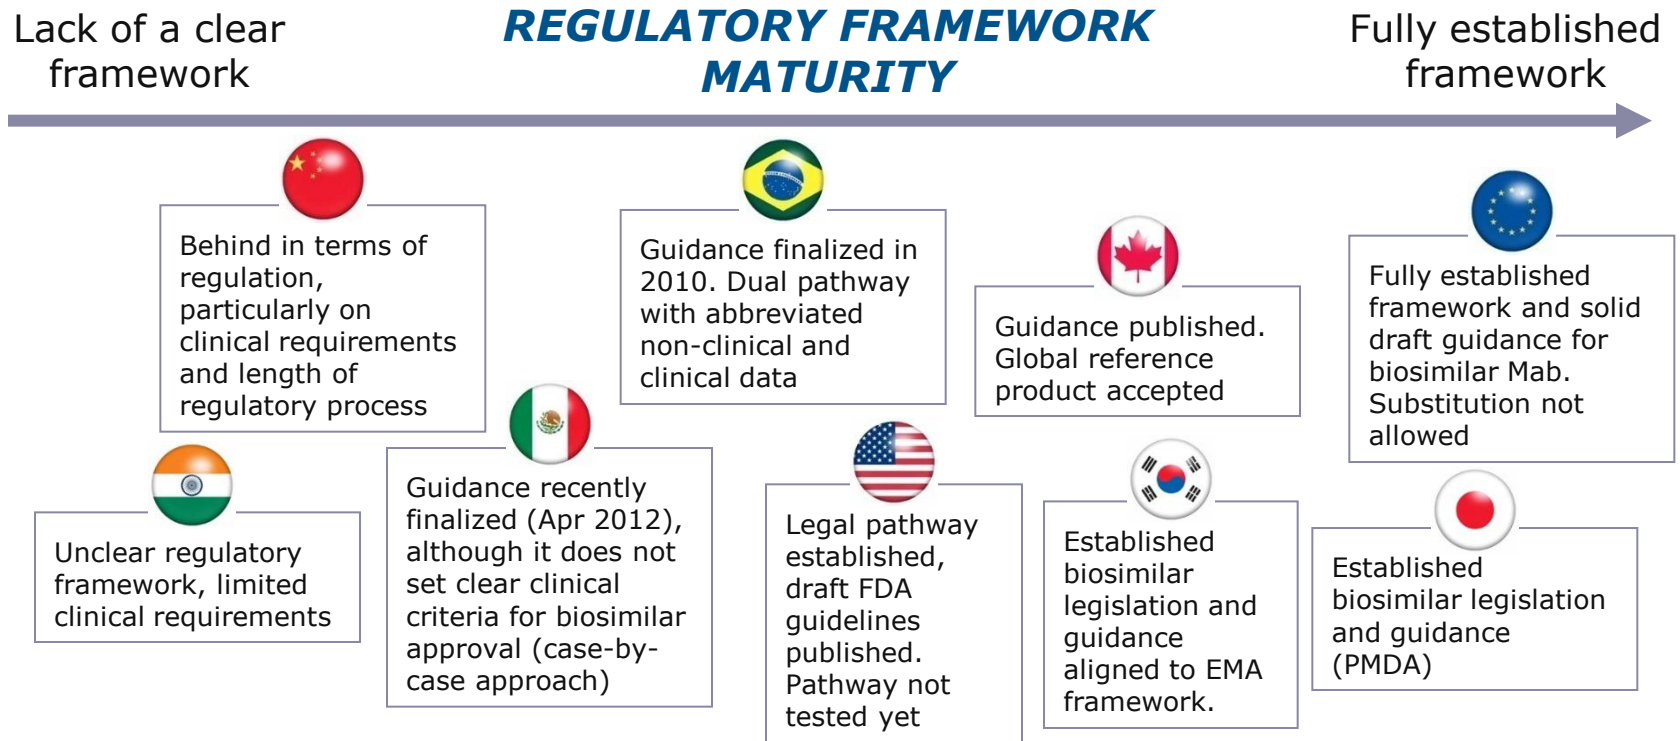 Lack of a clear
framework
REGULATORY FRAMEWORK
MATURITY
Fully established
framework
Behind in terms of
regulation,
particularly on
clinical requirements
and length of
regulatory process
Guidance finalized in
2010. Dual pathway
with abbreviated
non-clinical and
clinical data
Guidance published.
Global reference
product accepted
Fully established
framework and solid
draft guidance for
biosimilar Mab.
Substitution not
allowed
Unclear regulatory
framework, limited
clinical requirements
Guidance recently
finalized (Apr 2012),
although it does not
set clear clinical
criteria for biosimilar
approval (case-by-
case approach)
Legal pathway
established,
draft FDA
guidelines
published.
Pathway not
tested yet
Established
biosimilar
legislation and
guidance
aligned to EMA
framework.
Established
biosimilar legislation
and guidance
(PMDA)